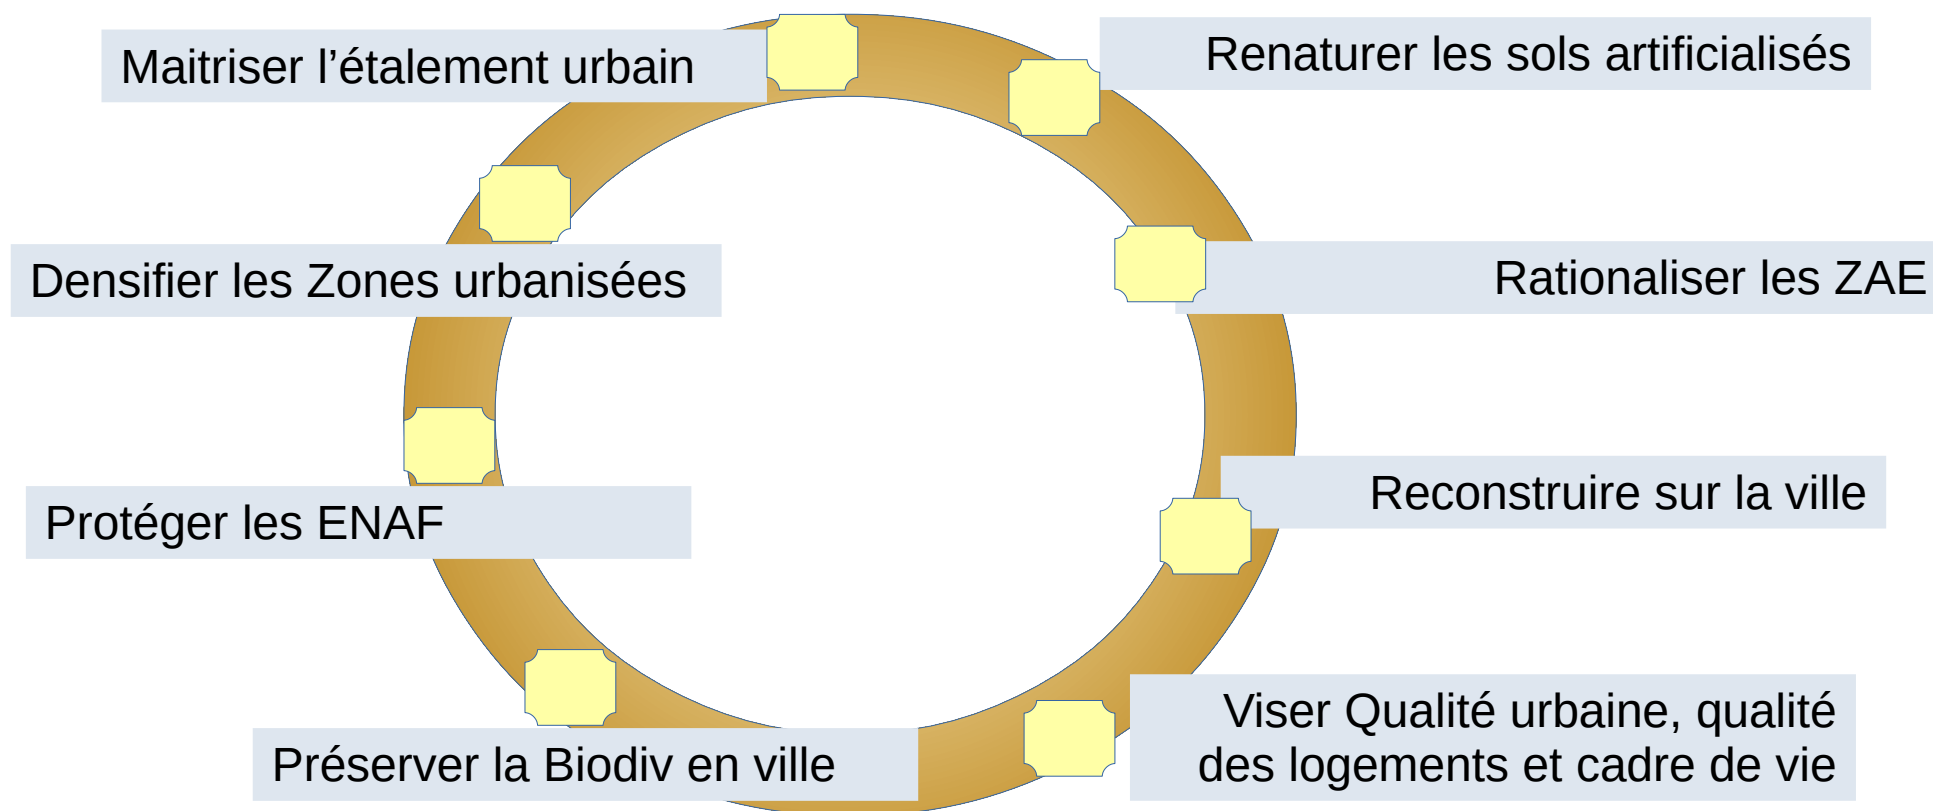 Maitriser l’étalement urbain
Renaturer les sols artificialisés
Densifier les Zones urbanisées
Rationaliser les ZAE
Protéger les ENAF
Reconstruire sur la ville
Préserver la Biodiv en ville
Viser Qualité urbaine, qualité
des logements et cadre de vie